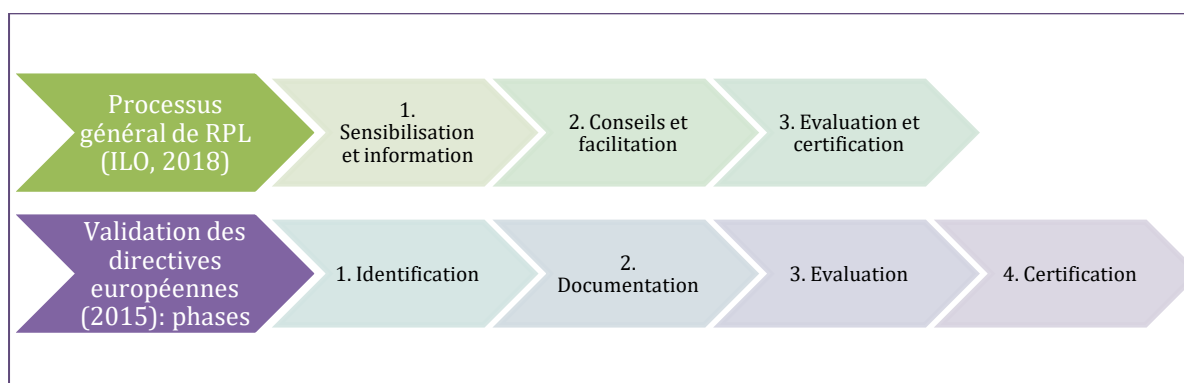 Processus
général de RPL
(ILO, 2018)
1.
Sensibilisation
et information
2. Conseils et
facilitation
3. Evaluation et
certification
Validation des
directives
européennes
(2015): phases
1. Identification
2.
Documentation
3. Evaluation
4. Certification